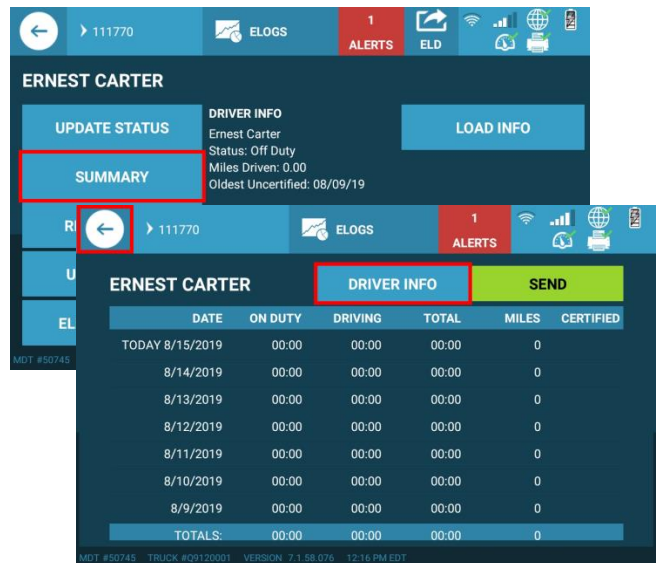 111770
ELOGS
1
ALERTS
ELD
ERNEST CARTER
UPDATE STATUS
SUMMARY
DRIVER INFO
Ernest Carter
Status: Off Duty
Miles Driven: 0.00
Oldest Uncertified: 08/09/19
LOAD INFO
R
U
EL
MDT #50745
111770
ELOGS
1
ALERTS
ERNEST CARTER
DRIVER INFO
SEND
DATE ON DUTY DRIVING TOTAL MILES CERTIFIED
TODAY 8/15/2019 00:00 00:00 00:00 0
8/14/2019 00:00 00:00 00:00 0
8/13/2019 00:00 00:00 00:00 0
8/12/2019 00:00 00:00 00:00 0
8/11/2019 00:00 00:00 00:00 0
8/10/2019 00:00 00:00 00:00 0
8/9/2019 00:00 00:00 00:00 0
TOTALS: 00:00 00:00 00:00 0
MDT #50745 TRUCK #Q9120001 VERSION 7.1.58.076 12:16 PM EDT